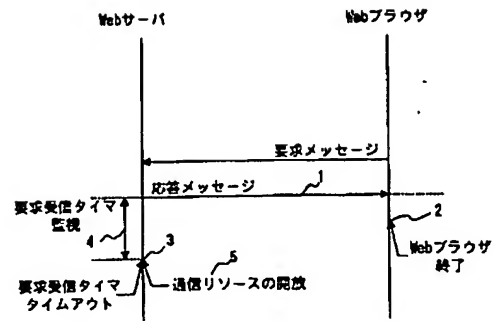 Webサーバ
Webブラウザ
要求メッセージ
応答メッセージ
1
要求受信タイマ
監視
4
2
3
5
Webブラウザ
終了
要求受信タイマ
タイムアウト
通信リソースの開放